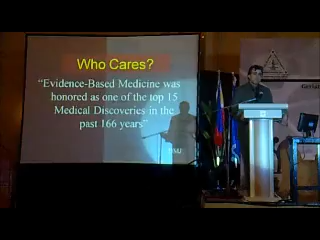 Who Cares?
“Evidence-Based Medicine was
honored as one of the top 15
Medical Discoveries in the
past 166 years”